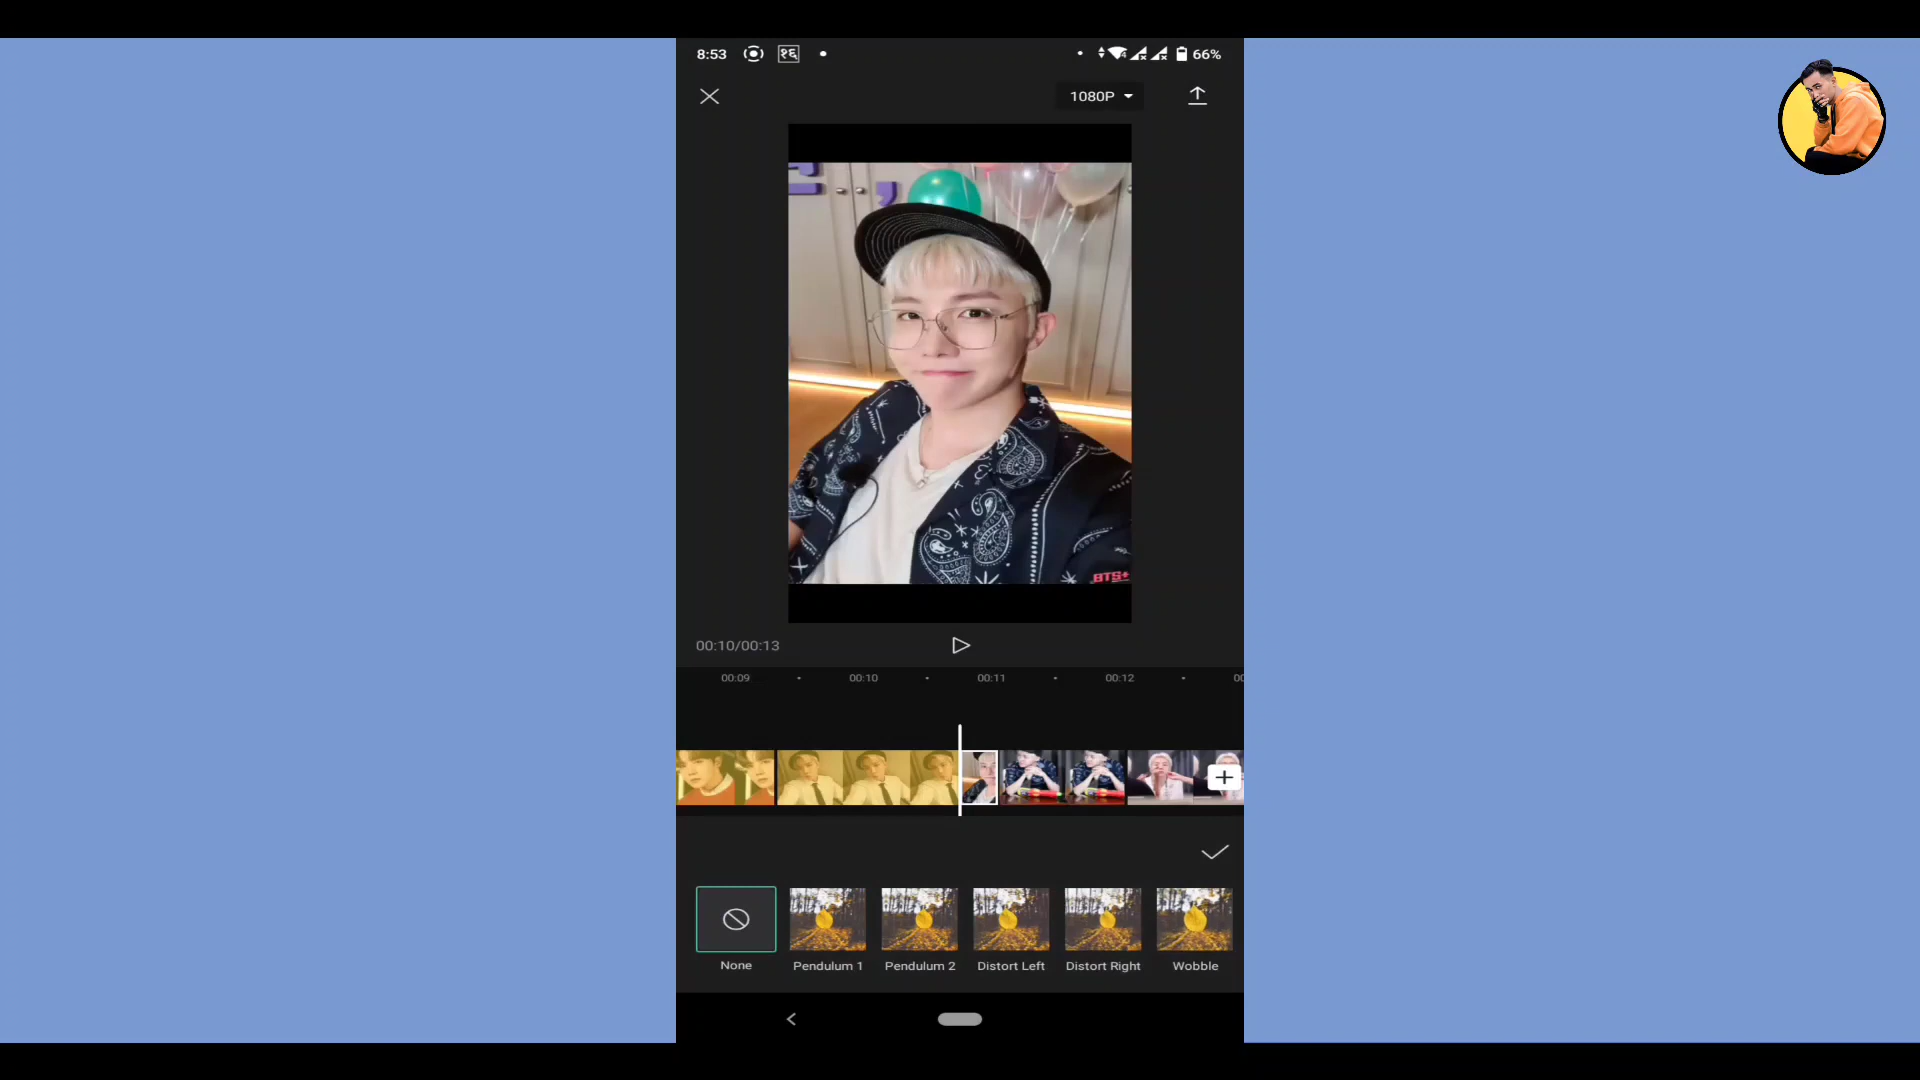 8:53 १६ 66%
1080P
BTS+
00:10/00:13
00:09 00:10 00:11 00:12
None Pendulum 1 Pendulum 2 Distort Left Distort Right Wobble